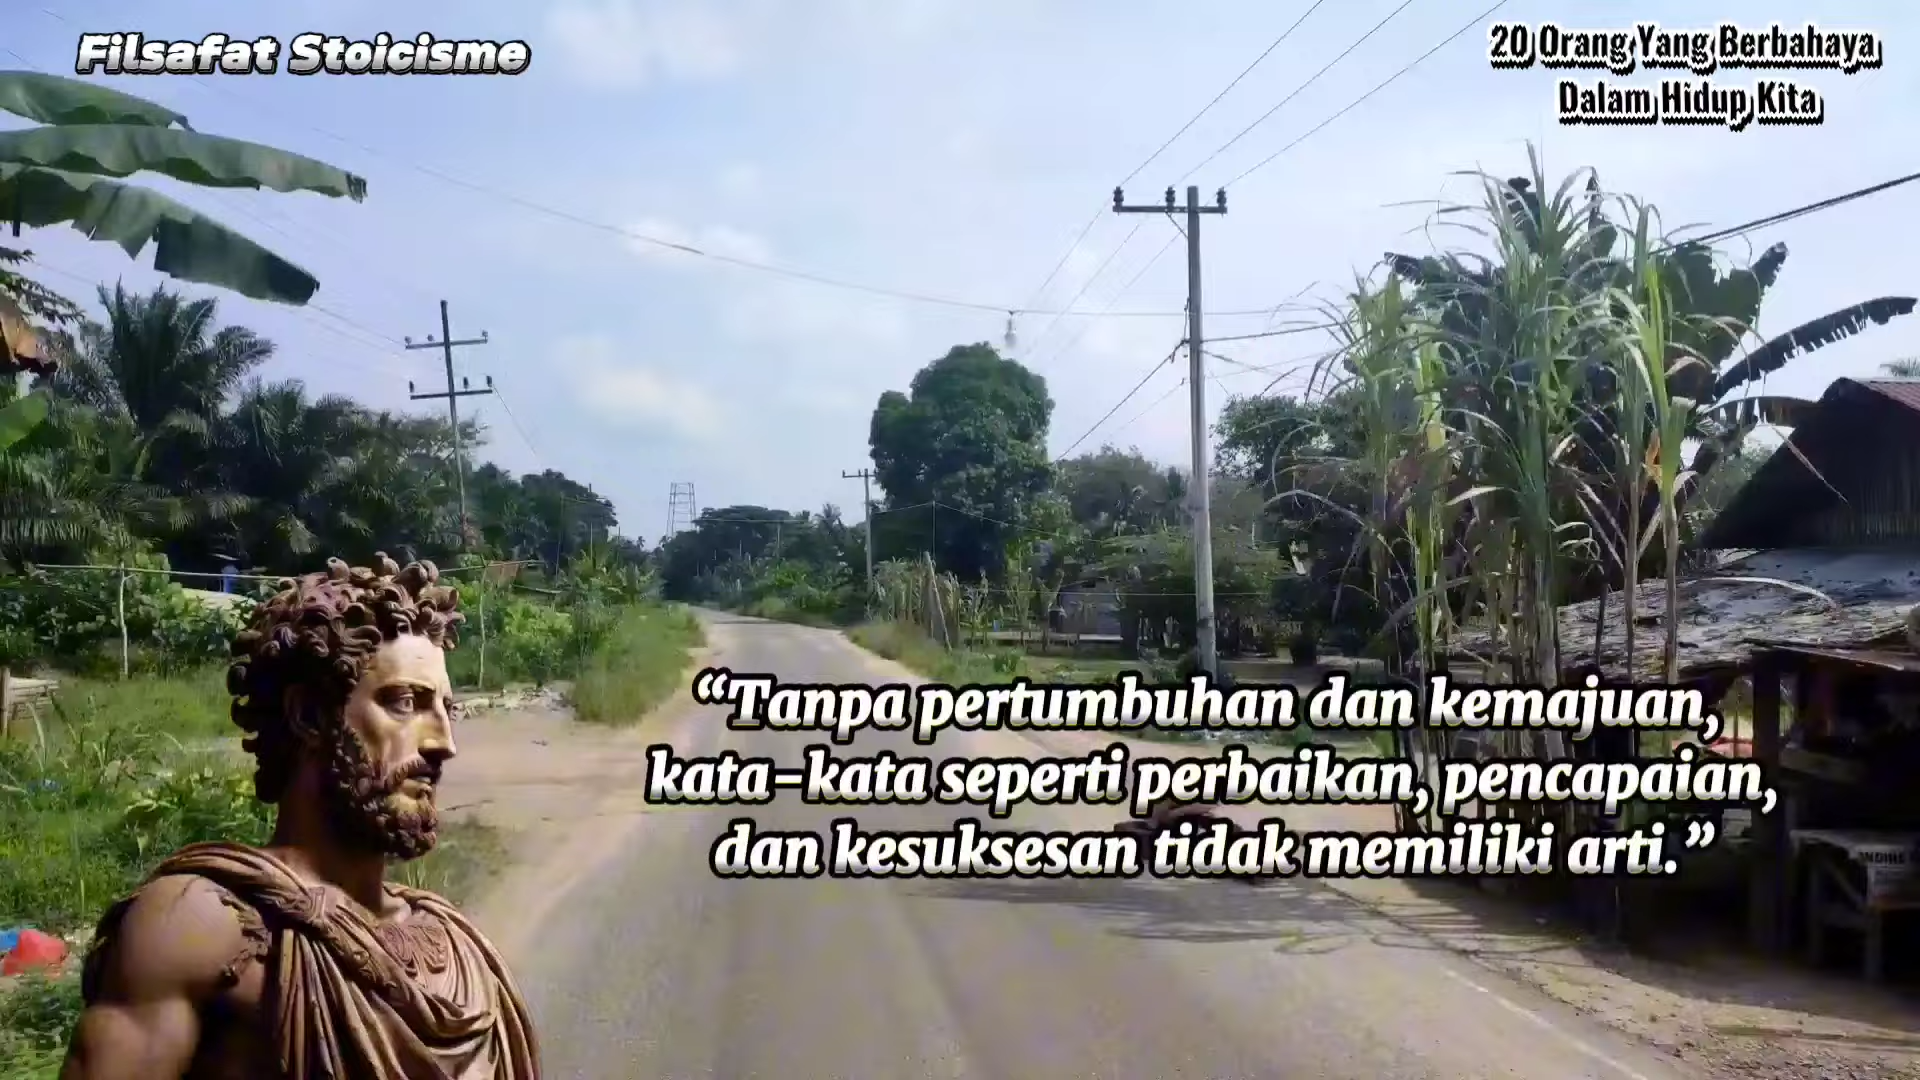 Filsafat Stoicisme
20 Orang Yang Berbahaya
Dalam Hidup Kita
“Tanpa pertumbuhan dan kemajuan,
kata-kata seperti perbaikan, pencapaian,
dan kesuksesan tidak memiliki arti.”